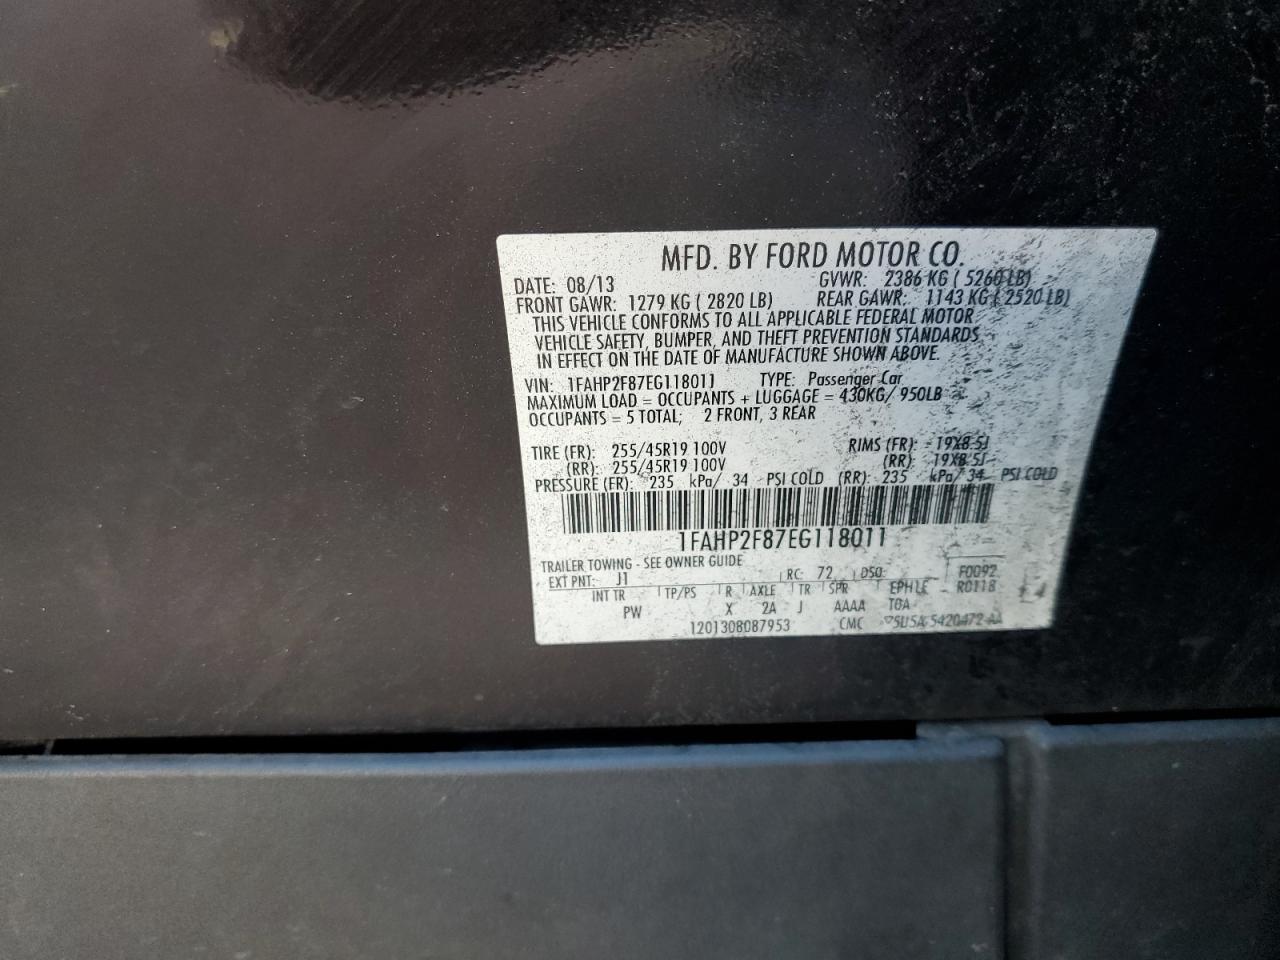 MFD. BY FORD MOTOR CO.
DATE: 08/13 GVWR: 2386 KG ( 5260 LB)
FRONT GAWR: 1279 KG ( 2820 LB) REAR GAWR: 1143 KG ( 2520 LB)
THIS VEHICLE CONFORMS TO ALL APPLICABLE FEDERAL MOTOR
VEHICLE SAFETY, BUMPER, AND THEFT PREVENTION STANDARDS
IN EFFECT ON THE DATE OF MANUFACTURE SHOWN ABOVE.
VIN: 1FAHP2F87EG118011 TYPE: Passenger Car
MAXIMUM LOAD = OCCUPANTS + LUGGAGE = 430KG/ 950LB
OCCUPANTS = 5 TOTAL; 2 FRONT, 3 REAR
TIRE (FR): 255/45R19 100V RIMS (FR): 19X8.5J
(RR): 255/45R19 100V (RR): 19X8.5J
PRESSURE (FR): 235 kPa/ 34 PSI COLD (RR): 235 kPa/ 34 PSI COLD
1FAHP2F87EG118011
TRAILER TOWING - SEE OWNER GUIDE
EXT PNT: J1 RC: 72 DSO: F0092
INT TR TP/PS R AXLE TR SPR EPH1E R0118
PW X 2A J AAAA TGA
1201308087953 CMC 5U5A-5420472-AA